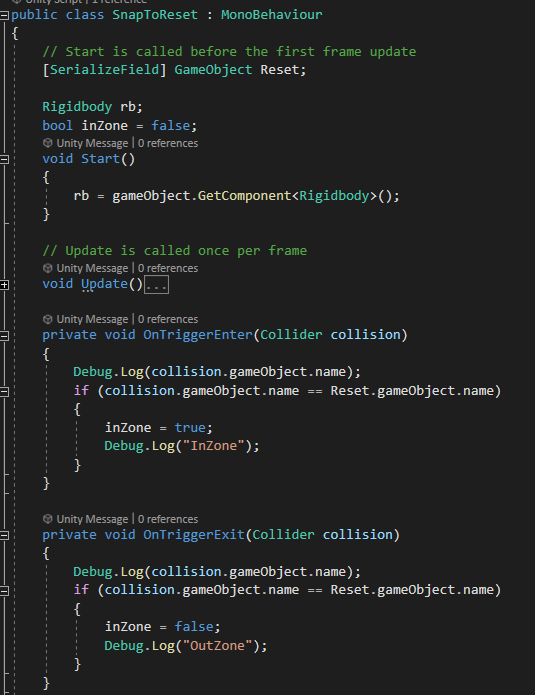 Unity Script | 1 reference
public class SnapToReset : MonoBehaviour
{
// Start is called before the first frame update
[SerializeField] GameObject Reset;
Rigidbody rb;
bool inZone = false;
Unity Message | 0 references
void Start()
{
rb = gameObject.GetComponent<Rigidbody>();
}
// Update is called once per frame
Unity Message | 0 references
void Update()...
Unity Message | 0 references
private void OnTriggerEnter(Collider collision)
{
Debug.Log(collision.gameObject.name);
if (collision.gameObject.name == Reset.gameObject.name)
{
inZone = true;
Debug.Log("InZone");
}
}
Unity Message | 0 references
private void OnTriggerExit(Collider collision)
{
Debug.Log(collision.gameObject.name);
if (collision.gameObject.name == Reset.gameObject.name)
{
inZone = false;
Debug.Log("OutZone");
}
}